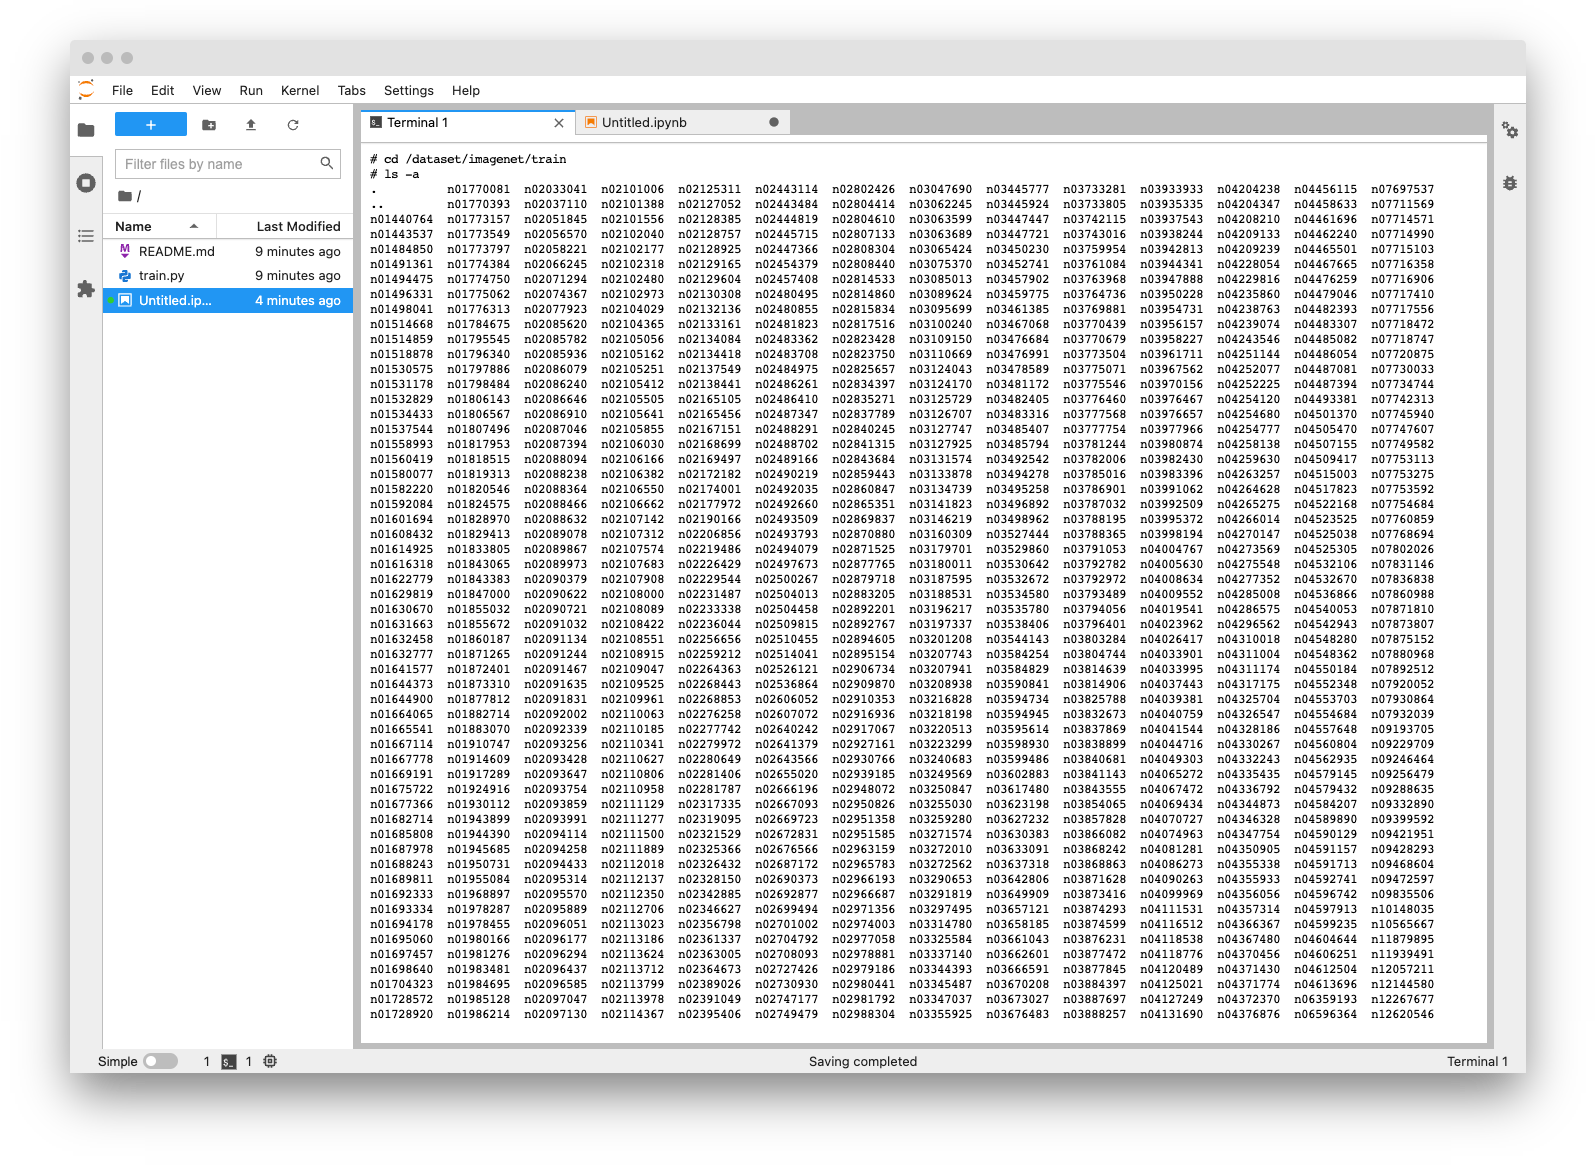 File Edit View Run Kernel Tabs Settings Help
Terminal 1
Untitled.ipynb
Filter files by name
/
Name Last Modified
README.md 9 minutes ago
train.py 9 minutes ago
Untitled.ip... 4 minutes ago
# cd /dataset/imagenet/train
# ls -a
. n01770081 n02033041 n02101006 n02125311 n02443114 n02802426 n03047690 n03445777 n03733281 n03933933 n04204238 n04456115 n07697537
.. n01770393 n02037110 n02101388 n02127052 n02443484 n02804414 n03062245 n03445924 n03733805 n03935335 n04204347 n04458633 n07711569
n01440764 n01773157 n02051845 n02101556 n02128385 n02444819 n02804610 n03063599 n03447447 n03742115 n03937543 n04208210 n04461696 n07714571
n01443537 n01773549 n02056570 n02102040 n02128757 n02445715 n02807133 n03063689 n03447721 n03743016 n03938244 n04209133 n04462240 n07714990
n01484850 n01773797 n02058221 n02102177 n02128925 n02447366 n02808304 n03065424 n03450230 n03759954 n03942813 n04209239 n04465501 n07715103
n01491361 n01774384 n02066245 n02102318 n02129165 n02454379 n02808440 n03075370 n03452741 n03761084 n03944341 n04228054 n04467665 n07716358
n01494475 n01774750 n02071294 n02102480 n02129604 n02457408 n02814533 n03085013 n03457902 n03763968 n03947888 n04229816 n04476259 n07716906
n01496331 n01775062 n02074367 n02102973 n02130308 n02480495 n02814860 n03089624 n03459775 n03764736 n03950228 n04235860 n04479046 n07717410
n01498041 n01776313 n02077923 n02104029 n02132136 n02480855 n02815834 n03095699 n03461385 n03769881 n03954731 n04238763 n04482393 n07717556
n01514668 n01784675 n02085620 n02104365 n02133161 n02481823 n02817516 n03100240 n03467068 n03770439 n03956157 n04239074 n04483307 n07718472
n01514859 n01795545 n02085782 n02105056 n02134084 n02483362 n02823428 n03109150 n03476684 n03770679 n03958227 n04243546 n04485082 n07718747
n01518878 n01796340 n02085936 n02105162 n02134418 n02483708 n02823750 n03110669 n03476991 n03773504 n03961711 n04251144 n04486054 n07720875
n01530575 n01797886 n02086079 n02105251 n02137549 n02484975 n02825657 n03124043 n03478589 n03775071 n03967562 n04252077 n04487081 n07730033
n01531178 n01798484 n02086240 n02105412 n02138441 n02486261 n02834397 n03124170 n03481172 n03775546 n03970156 n04252225 n04487394 n07734744
n01532829 n01806143 n02086646 n02105505 n02165105 n02486410 n02835271 n03125729 n03482405 n03776460 n03976467 n04254120 n04493381 n07742313
n01534433 n01806567 n02086910 n02105641 n02165456 n02487347 n02837789 n03126707 n03483316 n03777568 n03976657 n04254680 n04501370 n07745940
n01537544 n01807496 n02087046 n02105855 n02167151 n02488291 n02840245 n03127747 n03485407 n03777754 n03977966 n04254777 n04505470 n07747607
n01558993 n01817953 n02087394 n02106030 n02168699 n02488702 n02841315 n03127925 n03485794 n03781244 n03980874 n04258138 n04507155 n07749582
n01560419 n01818515 n02088094 n02106166 n02169497 n02489166 n02843684 n03131574 n03492542 n03782006 n03982430 n04259630 n04509417 n07753113
n01580077 n01819313 n02088238 n02106382 n02172182 n02490219 n02859443 n03133878 n03494278 n03785016 n03983396 n04263257 n04515003 n07753275
n01582220 n01820546 n02088364 n02106550 n02174001 n02492035 n02860847 n03134739 n03495258 n03786901 n03991062 n04264628 n04517823 n07753592
n01592084 n01824575 n02088466 n02106662 n02177972 n02492660 n02865351 n03141823 n03496892 n03787032 n03992509 n04265275 n04522168 n07754684
n01601694 n01828970 n02088632 n02107142 n02190166 n02493509 n02869837 n03146219 n03498962 n03788195 n03995372 n04266014 n04523525 n07760859
n01608432 n01829413 n02089078 n02107312 n02206856 n02493793 n02870880 n03160309 n03527444 n03788365 n03998194 n04270147 n04525038 n07768694
n01614925 n01833805 n02089867 n02107574 n02219486 n02494079 n02871525 n03179701 n03529860 n03791053 n04004767 n04273569 n04525305 n07802026
n01616318 n01843065 n02089973 n02107683 n02226429 n02497673 n02877765 n03180011 n03530642 n03792782 n04005630 n04275548 n04532106 n07831146
n01622779 n01843383 n02090379 n02107908 n02229544 n02500267 n02879718 n03187595 n03532672 n03792972 n04008634 n04277352 n04532670 n07836838
n01629819 n01847000 n02090622 n02108000 n02231487 n02504013 n02883205 n03188531 n03534580 n03793489 n04009552 n04285008 n04536866 n07860988
n01630670 n01855032 n02090721 n02108089 n02233338 n02504458 n02892201 n03196217 n03535780 n03794056 n04019541 n04286575 n04540053 n07871810
n01631663 n01855672 n02091032 n02108422 n02236044 n02509815 n02892767 n03197337 n03538406 n03796401 n04023962 n04296562 n04542943 n07873807
n01632458 n01860187 n02091134 n02108551 n02256656 n02510455 n02894605 n03201208 n03544143 n03803284 n04026417 n04310018 n04548280 n07875152
n01632777 n01871265 n02091244 n02108915 n02259212 n02514041 n02895154 n03207743 n03584254 n03804744 n04033901 n04311004 n04548362 n07880968
n01641577 n01872401 n02091467 n02109047 n02264363 n02526121 n02906734 n03207941 n03584829 n03814639 n04033995 n04311174 n04550184 n07892512
n01644373 n01873310 n02091635 n02109525 n02268443 n02536864 n02909870 n03208938 n03590841 n03814906 n04037443 n04317175 n04552348 n07920052
n01644900 n01877812 n02091831 n02109961 n02268853 n02606052 n02910353 n03216828 n03594734 n03825788 n04039381 n04325704 n04553703 n07930864
n01664065 n01882714 n02092002 n02110063 n02276258 n02607072 n02916936 n03218198 n03594945 n03832673 n04040759 n04326547 n04554684 n07932039
n01665541 n01883070 n02092339 n02110185 n02277742 n02640242 n02917067 n03220513 n03595614 n03837869 n04041544 n04328186 n04557648 n09193705
n01667114 n01910747 n02093256 n02110341 n02279972 n02641379 n02927161 n03223299 n03598930 n03838899 n04044716 n04330267 n04560804 n09229709
n01667778 n01914609 n02093428 n02110627 n02280649 n02643566 n02930766 n03240683 n03599486 n03840681 n04049303 n04332243 n04562935 n09246464
n01669191 n01917289 n02093647 n02110806 n02281406 n02655020 n02939185 n03249569 n03602883 n03841143 n04065272 n04335435 n04579145 n09256479
n01675722 n01924916 n02093754 n02110958 n02281787 n02666196 n02948072 n03250847 n03617480 n03843555 n04067472 n04336792 n04579432 n09288635
n01677366 n01930112 n02093859 n02111129 n02317335 n02667093 n02950826 n03255030 n03623198 n03854065 n04069434 n04344873 n04584207 n09332890
n01682714 n01943899 n02093991 n02111277 n02319095 n02669723 n02951358 n03259280 n03627232 n03857828 n04070727 n04346328 n04589890 n09399592
n01685808 n01944390 n02094114 n02111500 n02321529 n02672831 n02951585 n03271574 n03630383 n03866082 n04074963 n04347754 n04590129 n09421951
n01687978 n01945685 n02094258 n02111889 n02325366 n02676566 n02963159 n03272010 n03633091 n03868242 n04081281 n04350905 n04591157 n09428293
n01688243 n01950731 n02094433 n02112018 n02326432 n02687172 n02965783 n03272562 n03637318 n03868863 n04086273 n04355338 n04591713 n09468604
n01689811 n01955084 n02095314 n02112137 n02328150 n02690373 n02966193 n03290653 n03642806 n03871628 n04090263 n04355933 n04592741 n09472597
n01692333 n01968897 n02095570 n02112350 n02342885 n02692877 n02966687 n03291819 n03649909 n03873416 n04099969 n04356056 n04596742 n09835506
n01693334 n01978287 n02095889 n02112706 n02346627 n02699494 n02971356 n03297495 n03657121 n03874293 n04111531 n04357314 n04597913 n10148035
n01694178 n01978455 n02096051 n02113023 n02356798 n02701002 n02974003 n03314780 n03658185 n03874599 n04116512 n04366367 n04599235 n10565667
n01695060 n01980166 n02096177 n02113186 n02361337 n02704792 n02977058 n03325584 n03661043 n03876231 n04118538 n04367480 n04604644 n11879895
n01697457 n01981276 n02096294 n02113624 n02363005 n02708093 n02978881 n03337140 n03662601 n03877472 n04118776 n04370456 n04606251 n11939491
n01698640 n01983481 n02096437 n02113712 n02364673 n02727426 n02979186 n03344393 n03666591 n03877845 n04120489 n04371430 n04612504 n12057211
n01704323 n01984695 n02096585 n02113799 n02389026 n02730930 n02980441 n03345487 n03670208 n03884397 n04125021 n04371774 n04613696 n12144580
n01728572 n01985128 n02097047 n02113978 n02391049 n02747177 n02981792 n03347037 n03673027 n03887697 n04127249 n04372370 n06359193 n12267677
n01728920 n01986214 n02097130 n02114367 n02395406 n02749479 n02988304 n03355925 n03676483 n03888257 n04131690 n04376876 n06596364 n12620546
Simple 1 $_ 1 Saving completed Terminal 1